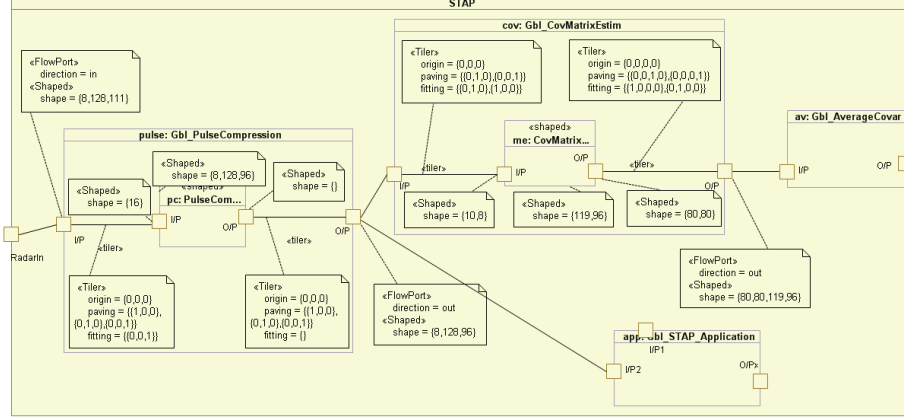 STAP
cov: Gbl_CovMatrixEstim
«FlowPort»
direction = in
«Shaped»
shape = {8,128,111}
«Tiler»
origin = {0,0,0}
paving = {{0,1,0},{0,0,1}}
fitting = {{0,1,0},{1,0,0}}
«Tiler»
origin = {0,0,0,0}
paving = {{0,0,1,0},{0,0,0,1}}
fitting = {{1,0,0,0},{0,1,0,0}}
pulse: Gbl_PulseCompression
«shaped»
me: CovMatrix...
av: Gbl_AverageCovar
«Shaped»
shape = {8,128,96}
«Shaped»
shape = {}
«Shaped»
shape = {16}
«shaped»
pc: PulseCom...
I/P
O/P
I/P
O/P
«tiler»
I/P
I/P
O/P
«tiler»
O/P
I/P
O/P
«Shaped»
shape = {10,8}
«Shaped»
shape = {119,96}
«Shaped»
shape = {80,80}
RadarIn
«tiler»
«tiler»
«Tiler»
origin = {0,0,0}
paving = {{1,0,0},
{0,1,0},{0,0,1}}
fitting = {{0,0,1}}
«Tiler»
origin = {0,0,0}
paving = {{1,0,0},
{0,1,0},{0,0,1}}
fitting = {}
«FlowPort»
direction = out
«Shaped»
shape = {8,128,96}
«FlowPort»
direction = out
«Shaped»
shape = {80,80,119,96}
app: Gbl_STAP_Application
I/P1
I/P2
O/P»